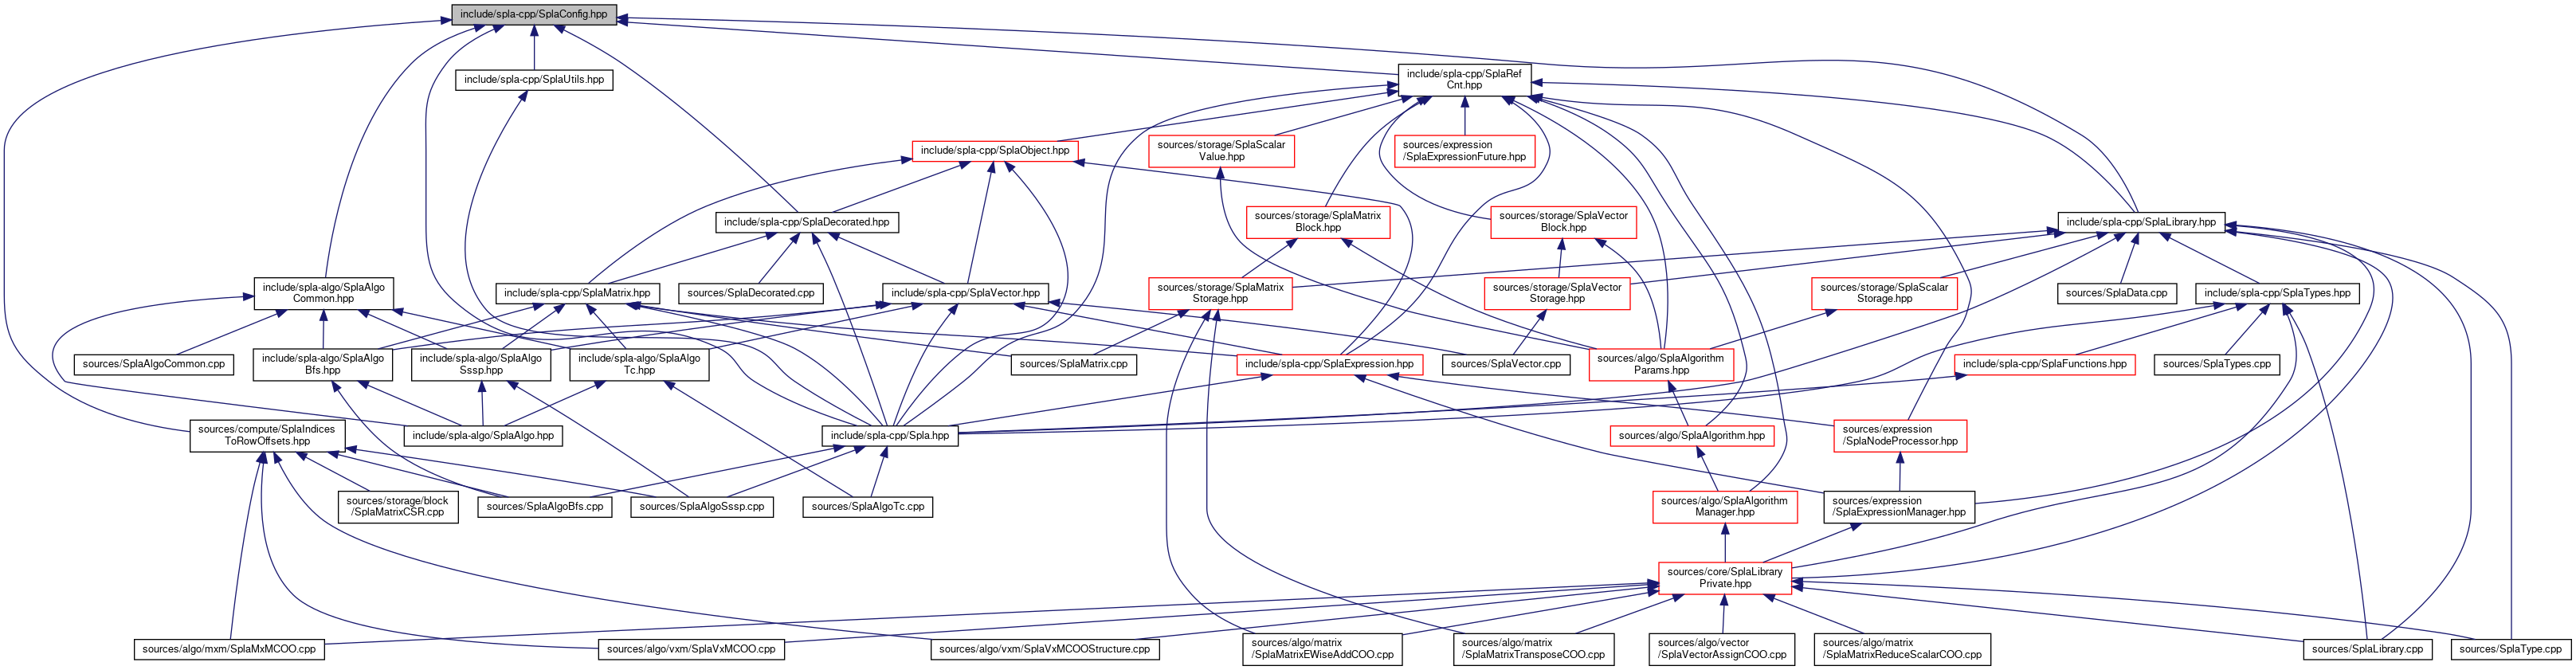 include/spla-cpp/SplaConfig.hpp
include/spla-cpp/SplaUtils.hpp
include/spla-cpp/SplaRef
Cnt.hpp
include/spla-cpp/SplaObject.hpp
sources/storage/SplaScalar
Value.hpp
sources/expression
/SplaExpressionFuture.hpp
include/spla-cpp/SplaDecorated.hpp
sources/storage/SplaMatrix
Block.hpp
sources/storage/SplaVector
Block.hpp
include/spla-cpp/SplaLibrary.hpp
include/spla-algo/SplaAlgo
Common.hpp
include/spla-cpp/SplaMatrix.hpp
sources/SplaDecorated.cpp
include/spla-cpp/SplaVector.hpp
sources/storage/SplaMatrix
Storage.hpp
sources/storage/SplaVector
Storage.hpp
sources/storage/SplaScalar
Storage.hpp
sources/SplaData.cpp
include/spla-cpp/SplaTypes.hpp
sources/SplaAlgoCommon.cpp
include/spla-algo/SplaAlgo
Bfs.hpp
include/spla-algo/SplaAlgo
Sssp.hpp
include/spla-algo/SplaAlgo
Tc.hpp
sources/SplaMatrix.cpp
include/spla-cpp/SplaExpression.hpp
sources/SplaVector.cpp
sources/algo/SplaAlgorithm
Params.hpp
include/spla-cpp/SplaFunctions.hpp
sources/SplaTypes.cpp
sources/compute/SplaIndices
ToRowOffsets.hpp
include/spla-algo/SplaAlgo.hpp
include/spla-cpp/Spla.hpp
sources/algo/SplaAlgorithm.hpp
sources/expression
/SplaNodeProcessor.hpp
sources/storage/block
/SplaMatrixCSR.cpp
sources/SplaAlgoBfs.cpp
sources/SplaAlgoSssp.cpp
sources/SplaAlgoTc.cpp
sources/algo/SplaAlgorithm
Manager.hpp
sources/expression
/SplaExpressionManager.hpp
sources/core/SplaLibrary
Private.hpp
sources/algo/mxm/SplaMxMCOO.cpp
sources/algo/vxm/SplaVxMCOO.cpp
sources/algo/vxm/SplaVxMCOOStructure.cpp
sources/algo/matrix
/SplaMatrixEWiseAddCOO.cpp
sources/algo/matrix
/SplaMatrixTransposeCOO.cpp
sources/algo/vector
/SplaVectorAssignCOO.cpp
sources/algo/matrix
/SplaMatrixReduceScalarCOO.cpp
sources/SplaLibrary.cpp
sources/SplaType.cpp